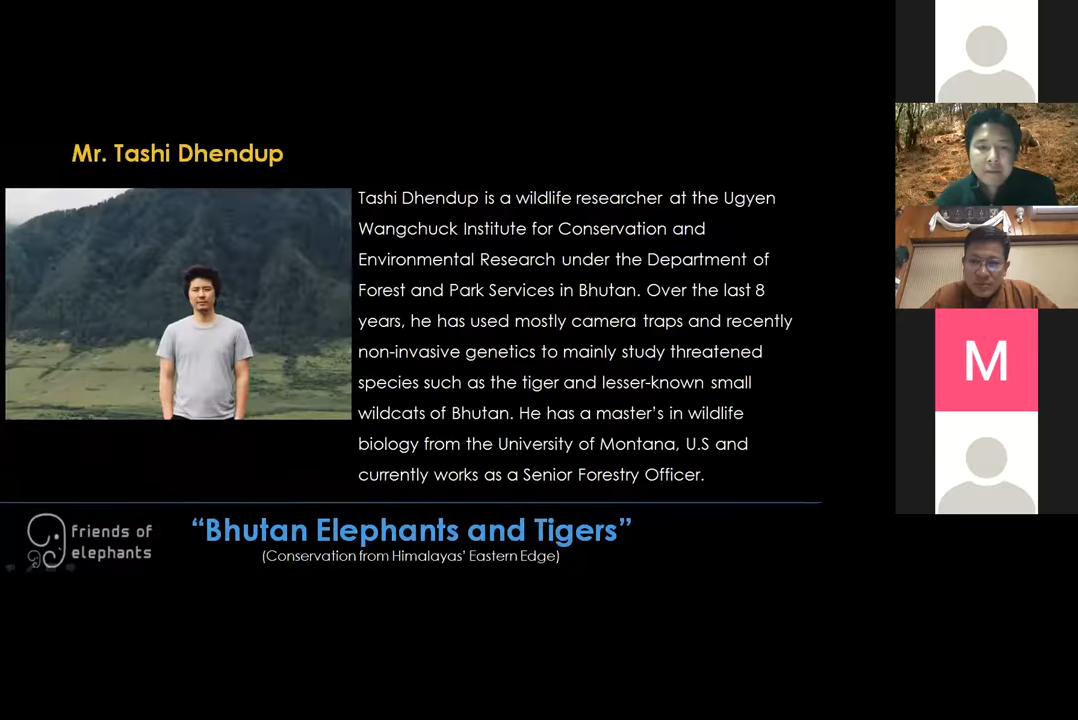 Mr. Tashi Dhendup
Tashi Dhendup is a wildlife researcher at the Ugyen
Wangchuck Institute for Conservation and
Environmental Research under the Department of
Forest and Park Services in Bhutan. Over the last 8
years, he has used mostly camera traps and recently
non-invasive genetics to mainly study threatened
species such as the tiger and lesser-known small
wildcats of Bhutan. He has a master's in wildlife
biology from the University of Montana, U.S and
currently works as a Senior Forestry Officer.
friends of
elephants
“Bhutan Elephants and Tigers”
(Conservation from Himalayas' Eastern Edge)
M